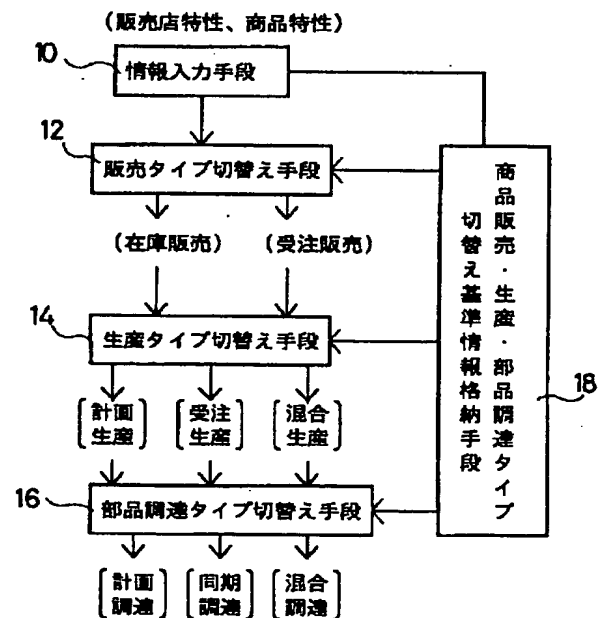 (販売店特性、商品特性)
10
情報入力手段
12
販売タイプ切替え手段
(在庫販売) (受注販売)
14
生産タイプ切替え手段
計画生産
受注生産
混合生産
16
部品調達タイプ切替え手段
計画調達
同期調達
混合調達
商品販売・生産・部品調達タイプ
切替え基準情報格納手段
18